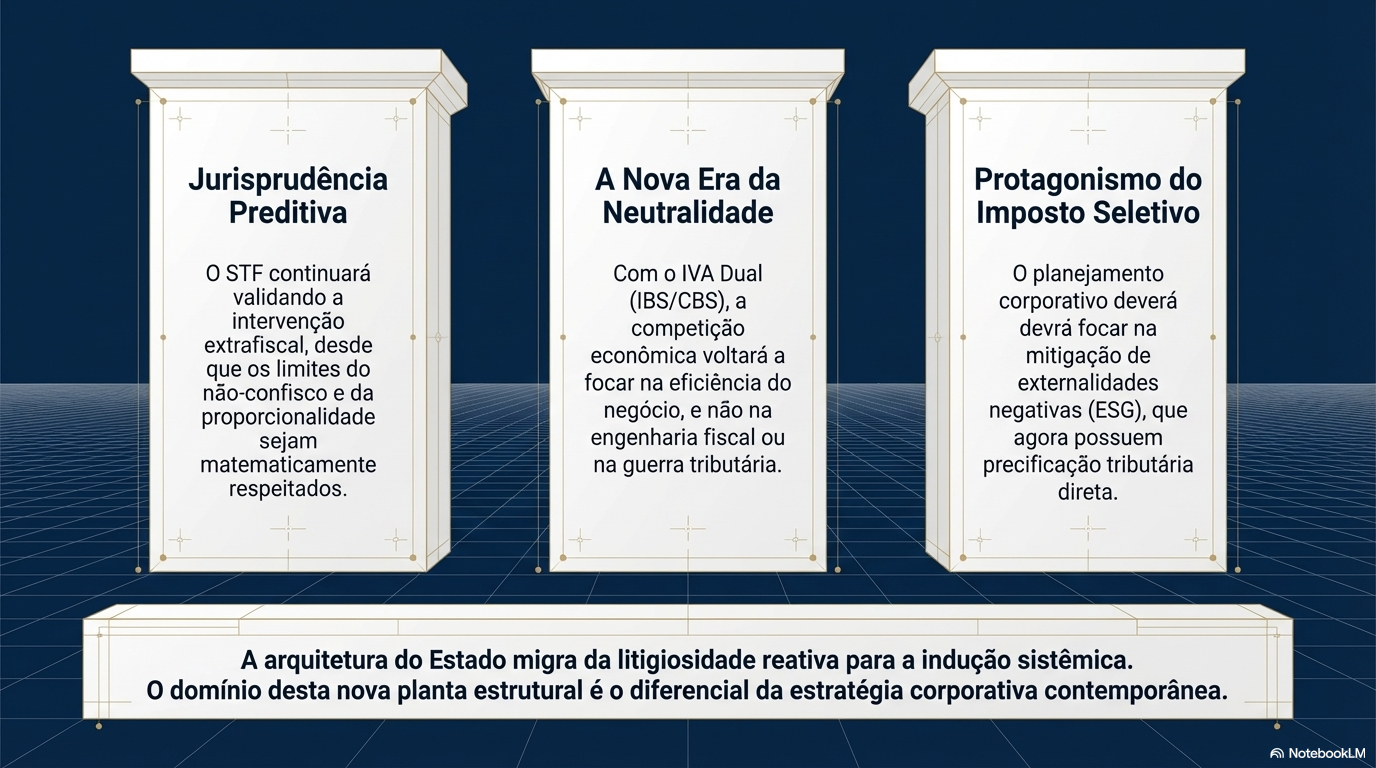 Jurisprudência
Preditiva
O STF continuará
validando a
intervenção
extrafiscal, desde
que os limites do
não-confisco e da
proporcionalidade
sejam
matematicamente
respeitados.
A Nova Era da
Neutralidade
Com o IVA Dual
(IBS/CBS), a
competição
econômica voltará a
focar na eficiência do
negócio, e não na
engenharia fiscal ou
na guerra tributária.
Protagonismo do
Imposto Seletivo
O planejamento
corporativo deverá
devrá focar na
mitigação de
externalidades
negativas (ESG), que
agora possuem
precificação tributária
direta.
A arquitetura do Estado migra da litigiosidade reativa para a indução sistêmica.
O domínio desta nova planta estrutural é o diferencial da estratégia corporativa contemporânea.
NotebookLM